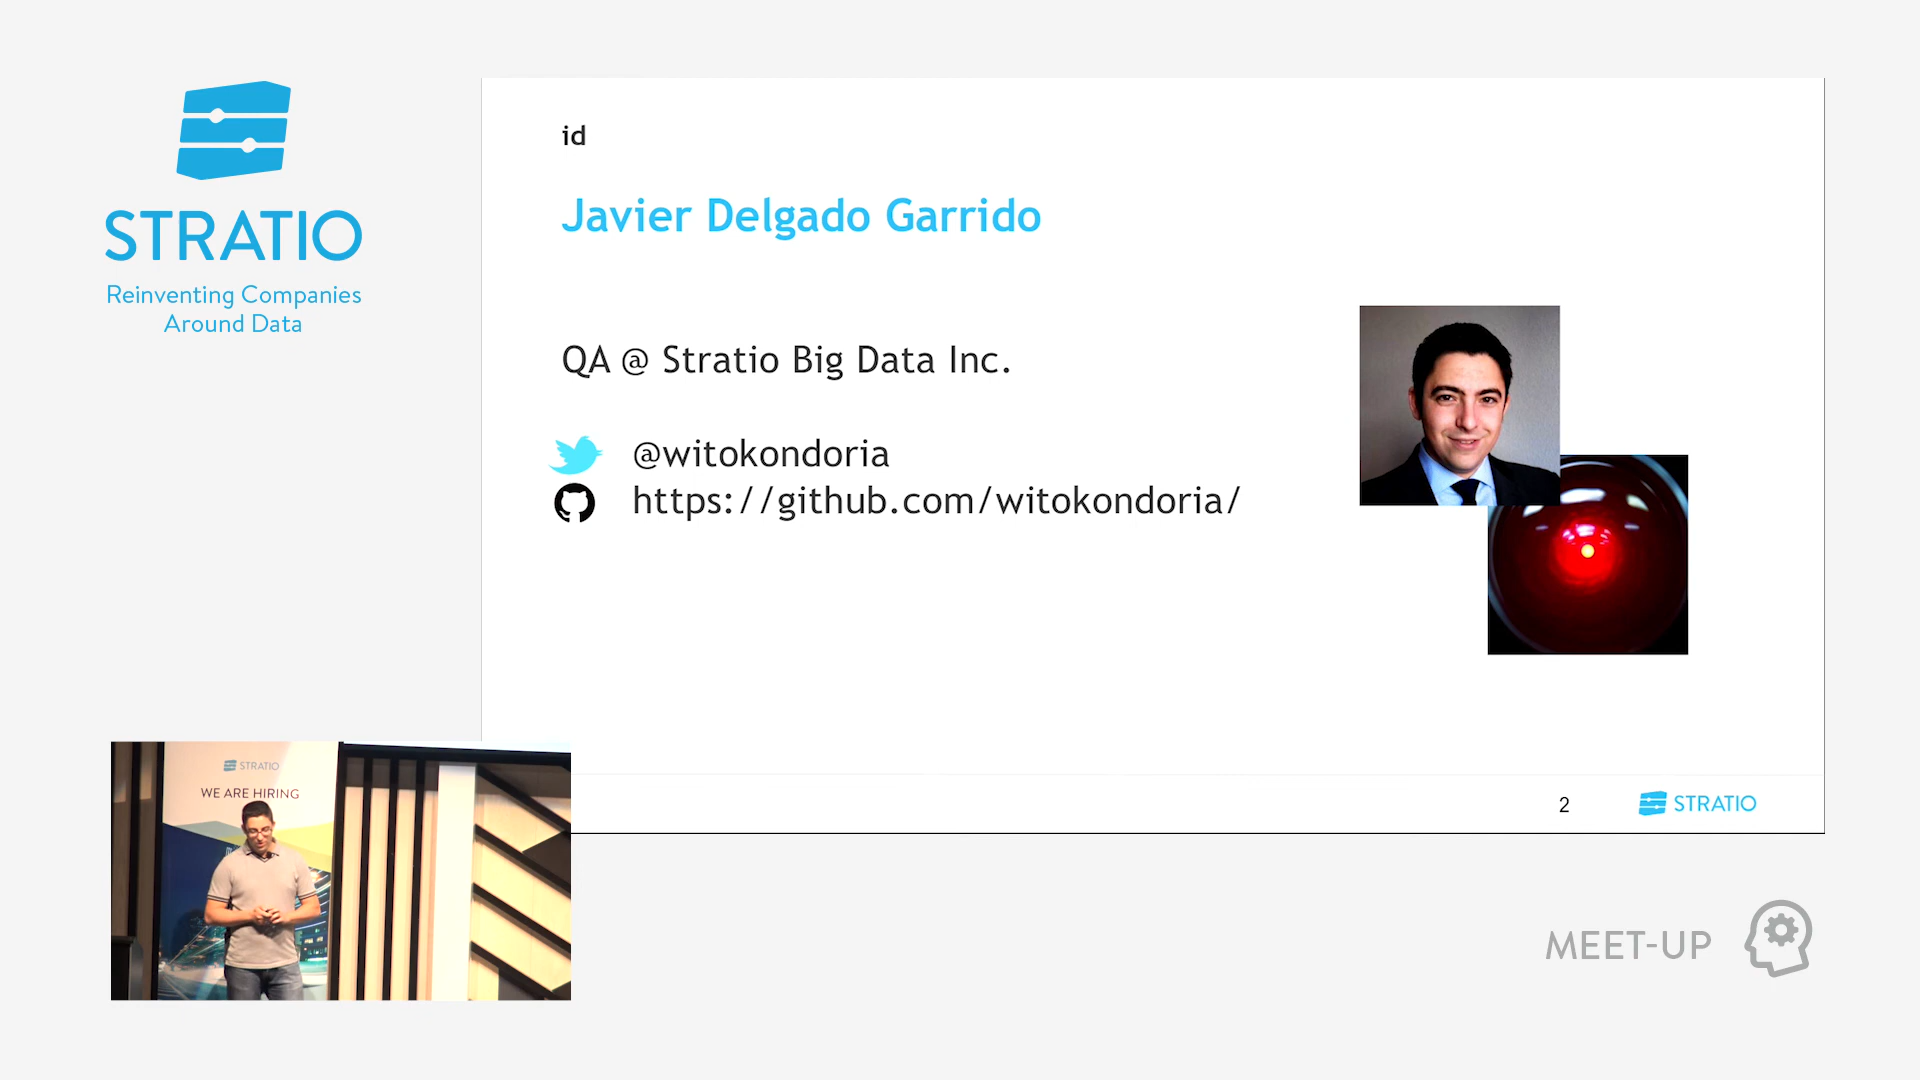 STRATIO
Reinventing Companies
Around Data
id
Javier Delgado Garrido
QA @ Stratio Big Data Inc.
@witokondoria
https://github.com/witokondoria/
2
STRATIO
STRATIO
WE ARE HIRING
MEET-UP